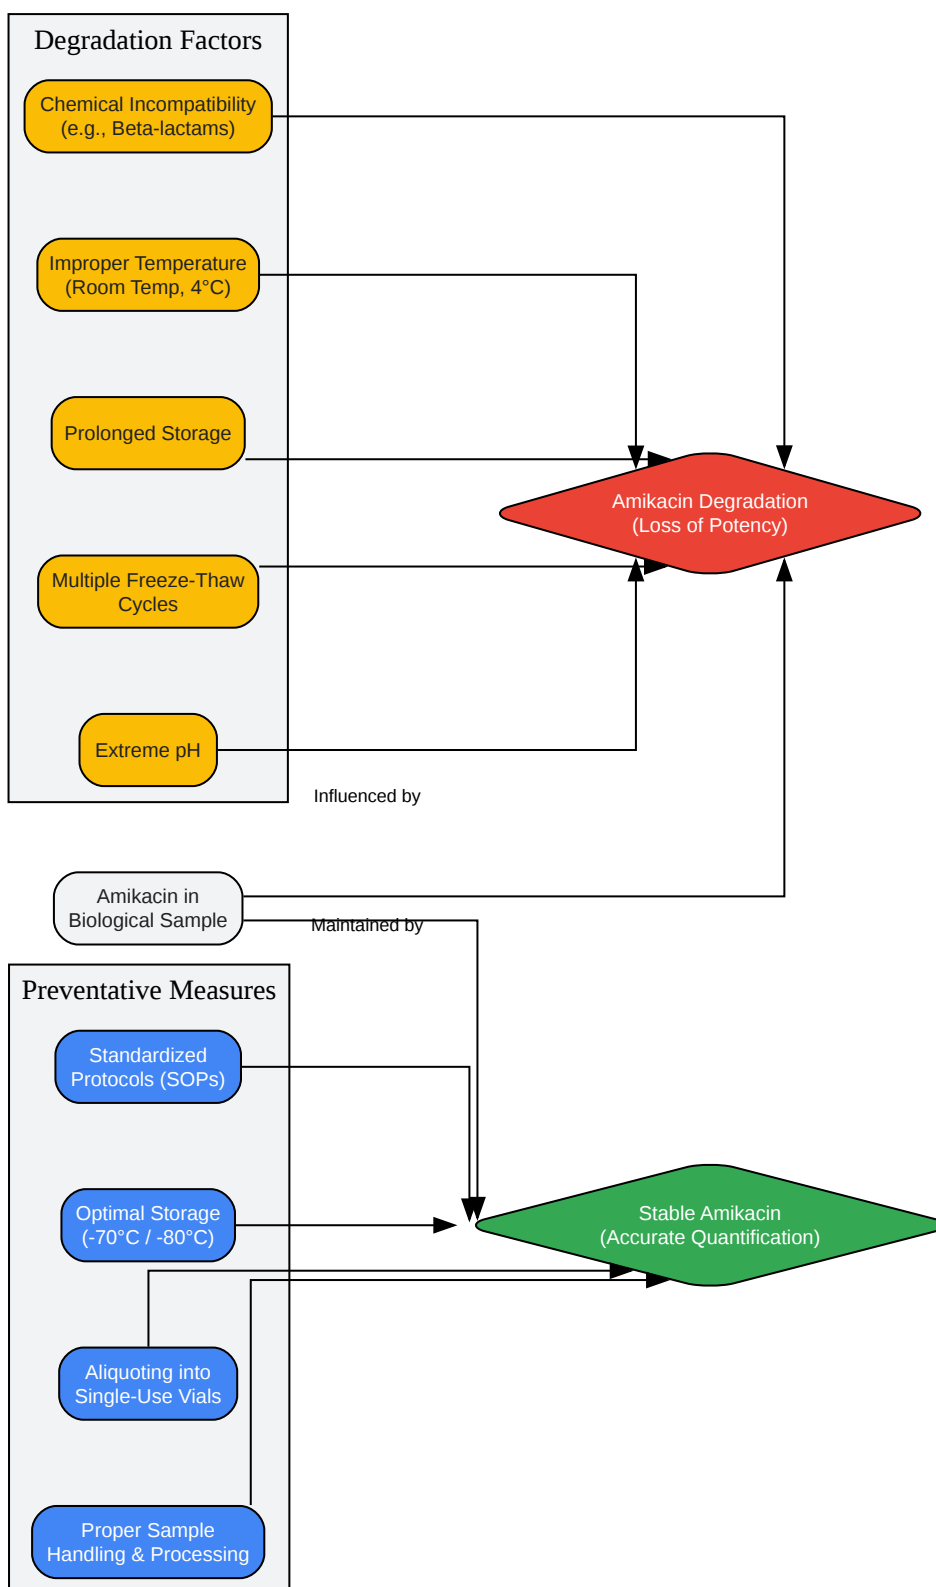 Degradation Factors
Chemical Incompatibility
(e.g., Beta-lactams)
Improper Temperature
(Room Temp, 4°C)
Prolonged Storage
Amikacin Degradation
(Loss of Potency)
Multiple Freeze-Thaw
Cycles
Extreme pH
Influenced by
Amikacin in
Biological Sample
Maintained by
Preventative Measures
Standardized
Protocols (SOPs)
Optimal Storage
(-70°C / -80°C)
Stable Amikacin
(Accurate Quantification)
Aliquoting into
Single-Use Vials
Proper Sample
Handling & Processing